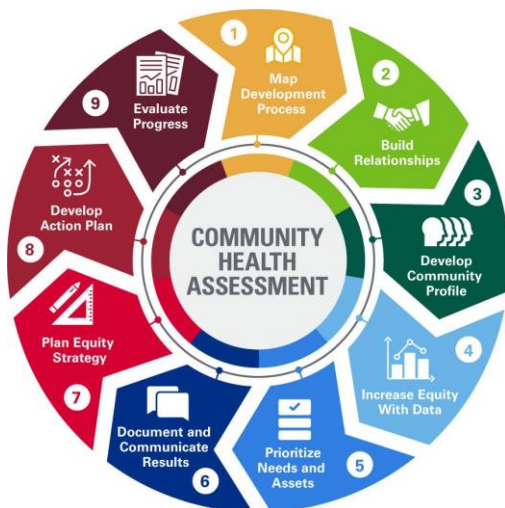 COMMUNITY
HEALTH
ASSESSMENT
1
Map
Development
Process
2
Build
Relationships
3
Develop
Community
Profile
4
Increase Equity
With Data
5
Prioritize
Needs and
Assets
6
Document and
Communicate
Results
7
Plan Equity
Strategy
8
Develop
Action Plan
9
Evaluate
Progress